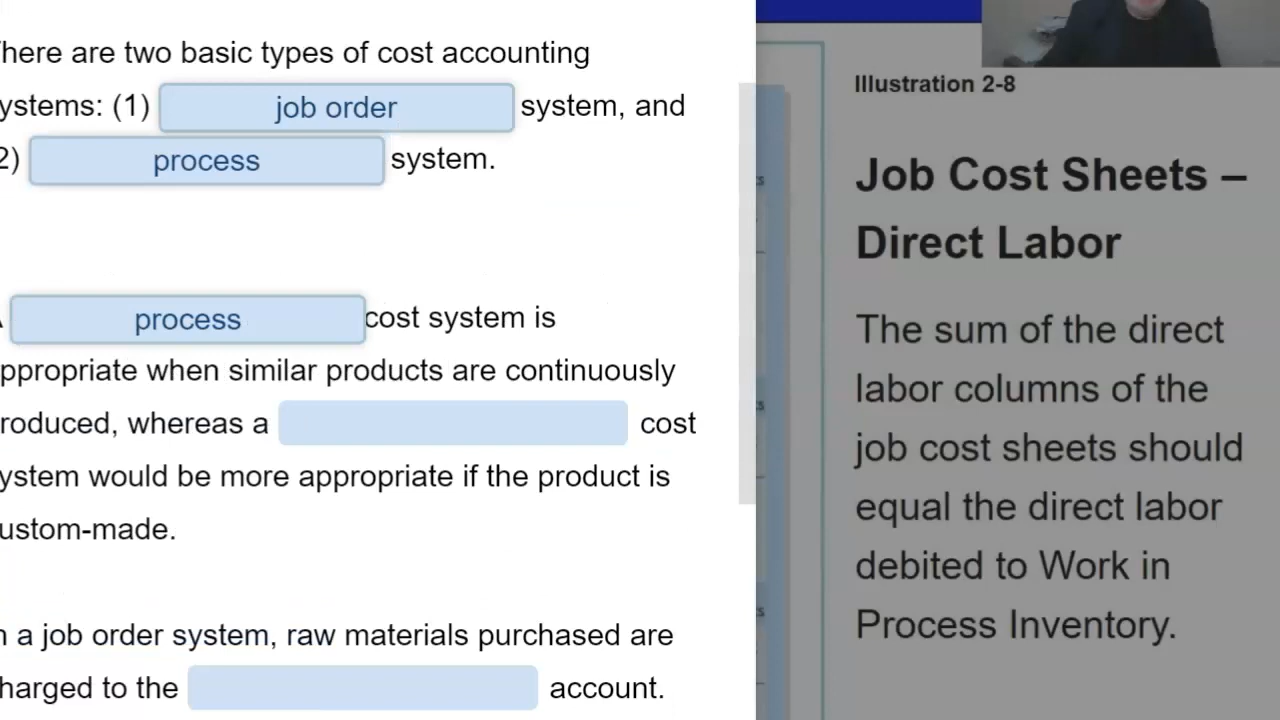 here are two basic types of cost accounting
ystems: (1) job order system, and
2) process system.
process cost system is
ppropriate when similar products are continuously
roduced, whereas a cost
ystem would be more appropriate if the product is
ustom-made.
n a job order system, raw materials purchased are
harged to the account.
Illustration 2-8
Job Cost Sheets –
Direct Labor
The sum of the direct
labor columns of the
job cost sheets should
equal the direct labor
debited to Work in
Process Inventory.